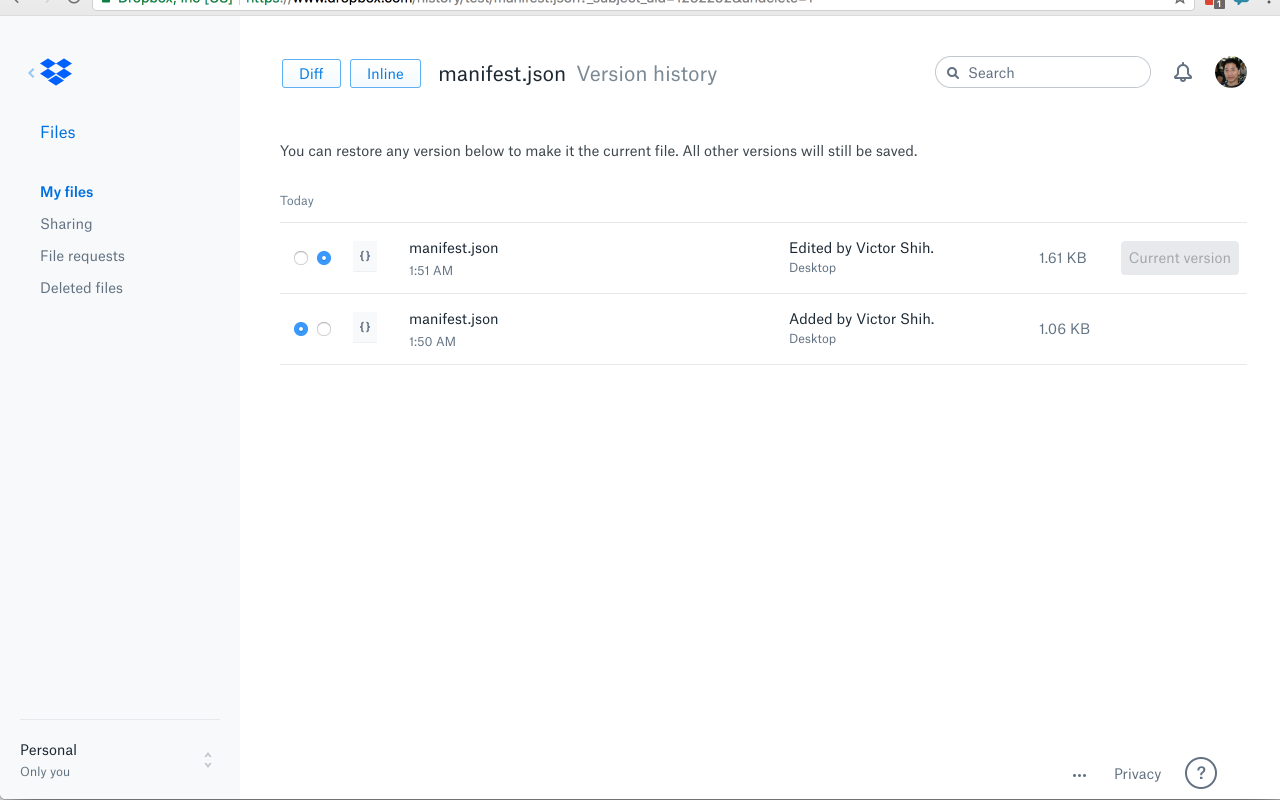 Diff
Inline
manifest.json Version history
Search
Files
My files
Sharing
File requests
Deleted files
You can restore any version below to make it the current file. All other versions will still be saved.
Today
{}
manifest.json
1:51 AM
Edited by Victor Shih.
Desktop
1.61 KB
Current version
{}
manifest.json
1:50 AM
Added by Victor Shih.
Desktop
1.06 KB
Personal
Only you
...
Privacy
?
1